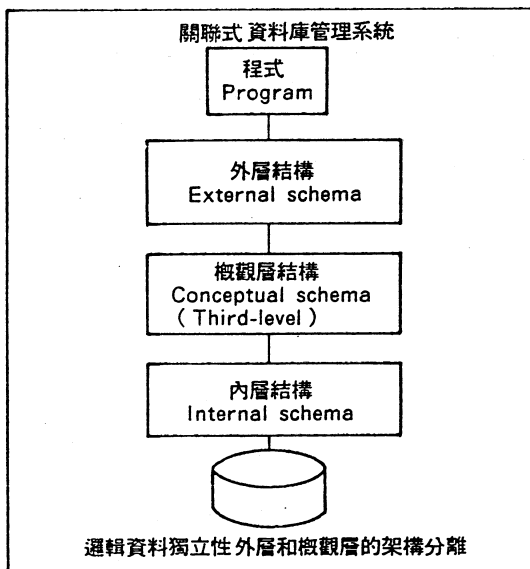 關聯式資料庫管理系統
程式
Program
外層結構
External schema
概觀層結構
Conceptual schema
( Third-level )
內層結構
Internal schema
邏輯資料獨立性外層和概觀層的架構分離